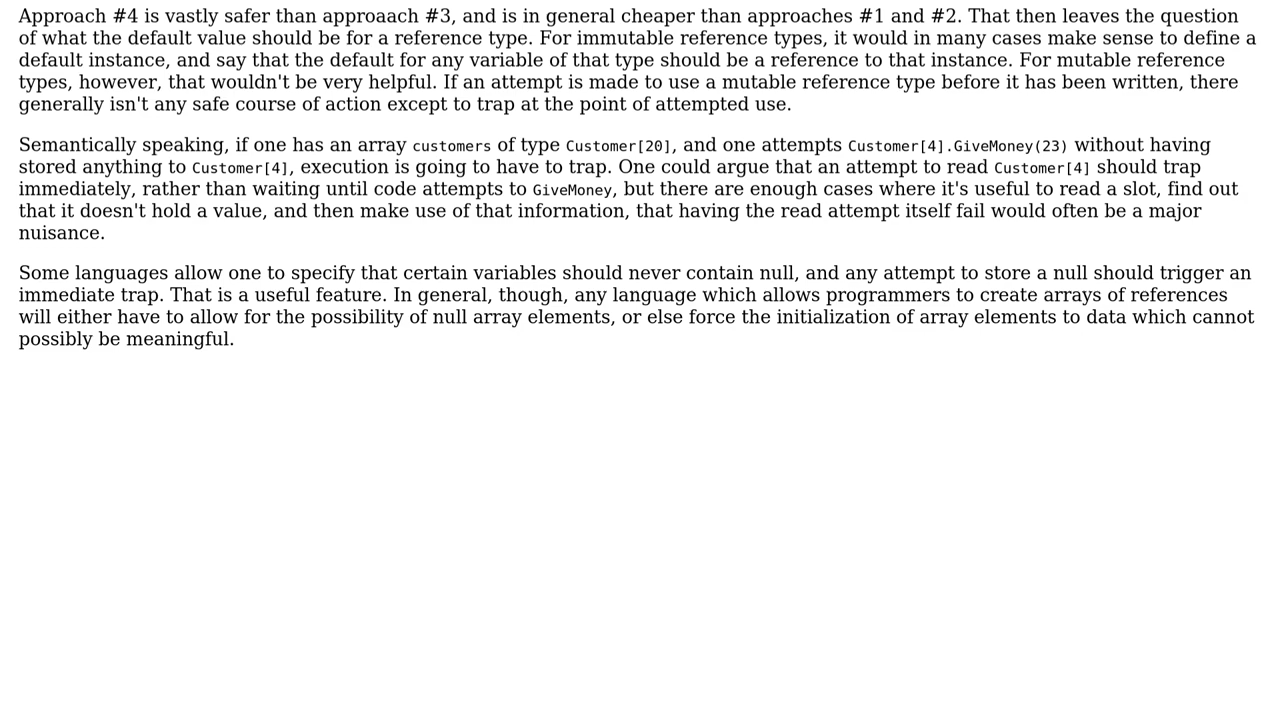 Approach #4 is vastly safer than approaach #3, and is in general cheaper than approaches #1 and #2. That then leaves the question
of what the default value should be for a reference type. For immutable reference types, it would in many cases make sense to define a
default instance, and say that the default for any variable of that type should be a reference to that instance. For mutable reference
types, however, that wouldn't be very helpful. If an attempt is made to use a mutable reference type before it has been written, there
generally isn't any safe course of action except to trap at the point of attempted use.
Semantically speaking, if one has an array customers of type Customer[20], and one attempts Customer[4].GiveMoney(23) without having
stored anything to Customer[4], execution is going to have to trap. One could argue that an attempt to read Customer[4] should trap
immediately, rather than waiting until code attempts to GiveMoney, but there are enough cases where it's useful to read a slot, find out
that it doesn't hold a value, and then make use of that information, that having the read attempt itself fail would often be a major
nuisance.
Some languages allow one to specify that certain variables should never contain null, and any attempt to store a null should trigger an
immediate trap. That is a useful feature. In general, though, any language which allows programmers to create arrays of references
will either have to allow for the possibility of null array elements, or else force the initialization of array elements to data which cannot
possibly be meaningful.